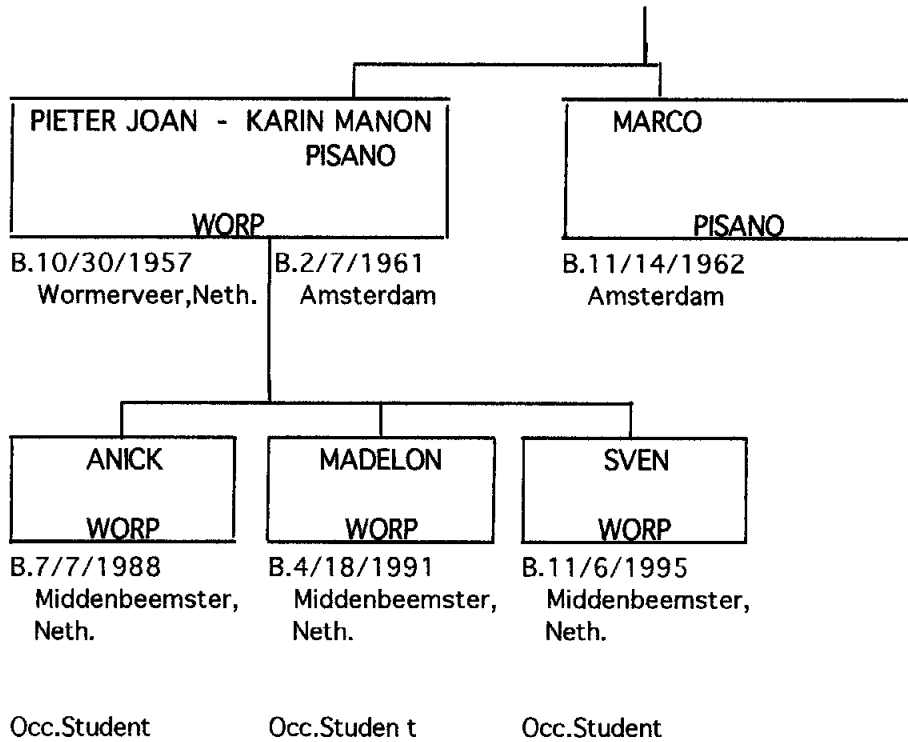 PIETER JOAN - KARIN MANON
PISANO
WORP
B.10/30/1957 B.2/7/1961
Wormerveer,Neth. Amsterdam
MARCO
PISANO
B.11/14/1962
Amsterdam
ANICK
WORP
B.7/7/1988
Middenbeemster,
Neth.
Occ.Student
MADELON
WORP
B.4/18/1991
Middenbeemster,
Neth.
Occ.Studen t
SVEN
WORP
B.11/6/1995
Middenbeemster,
Neth.
Occ.Student